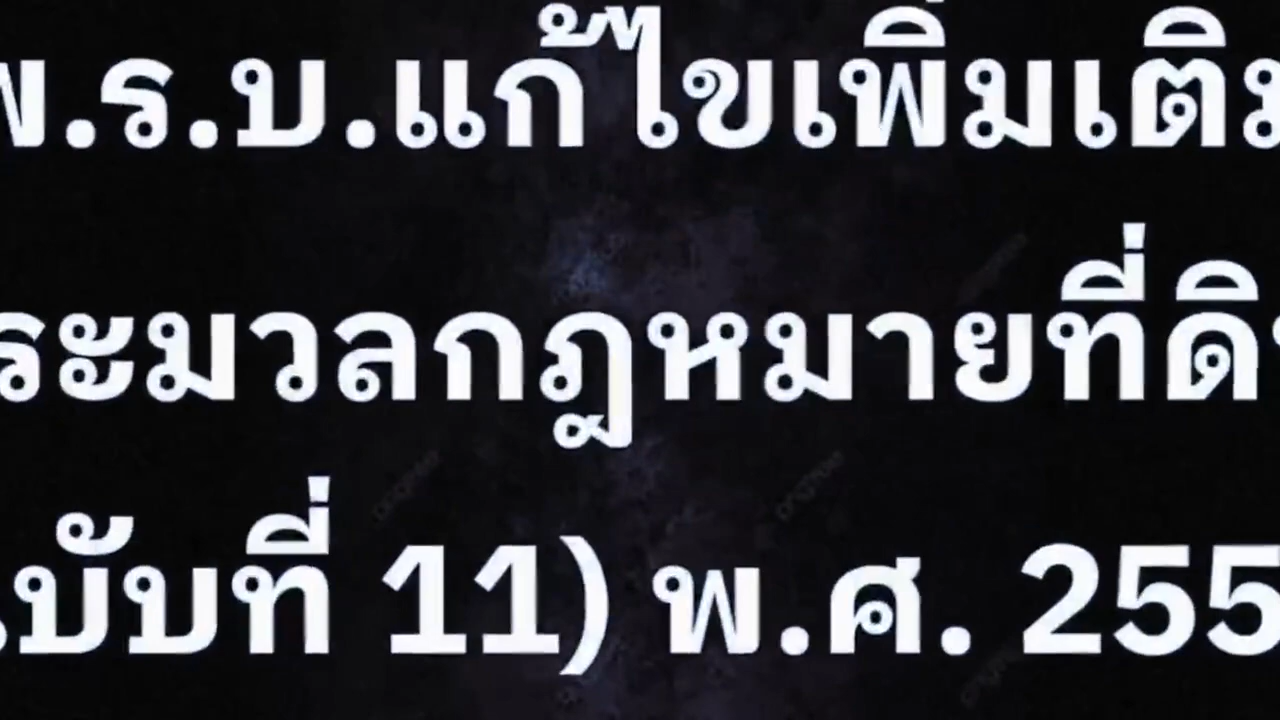 พ.ร.บ.แก้ไขเพิ่มเติม
ระมวลกฎหมายที่ดิน
บับที่ 11) พ.ศ. 255